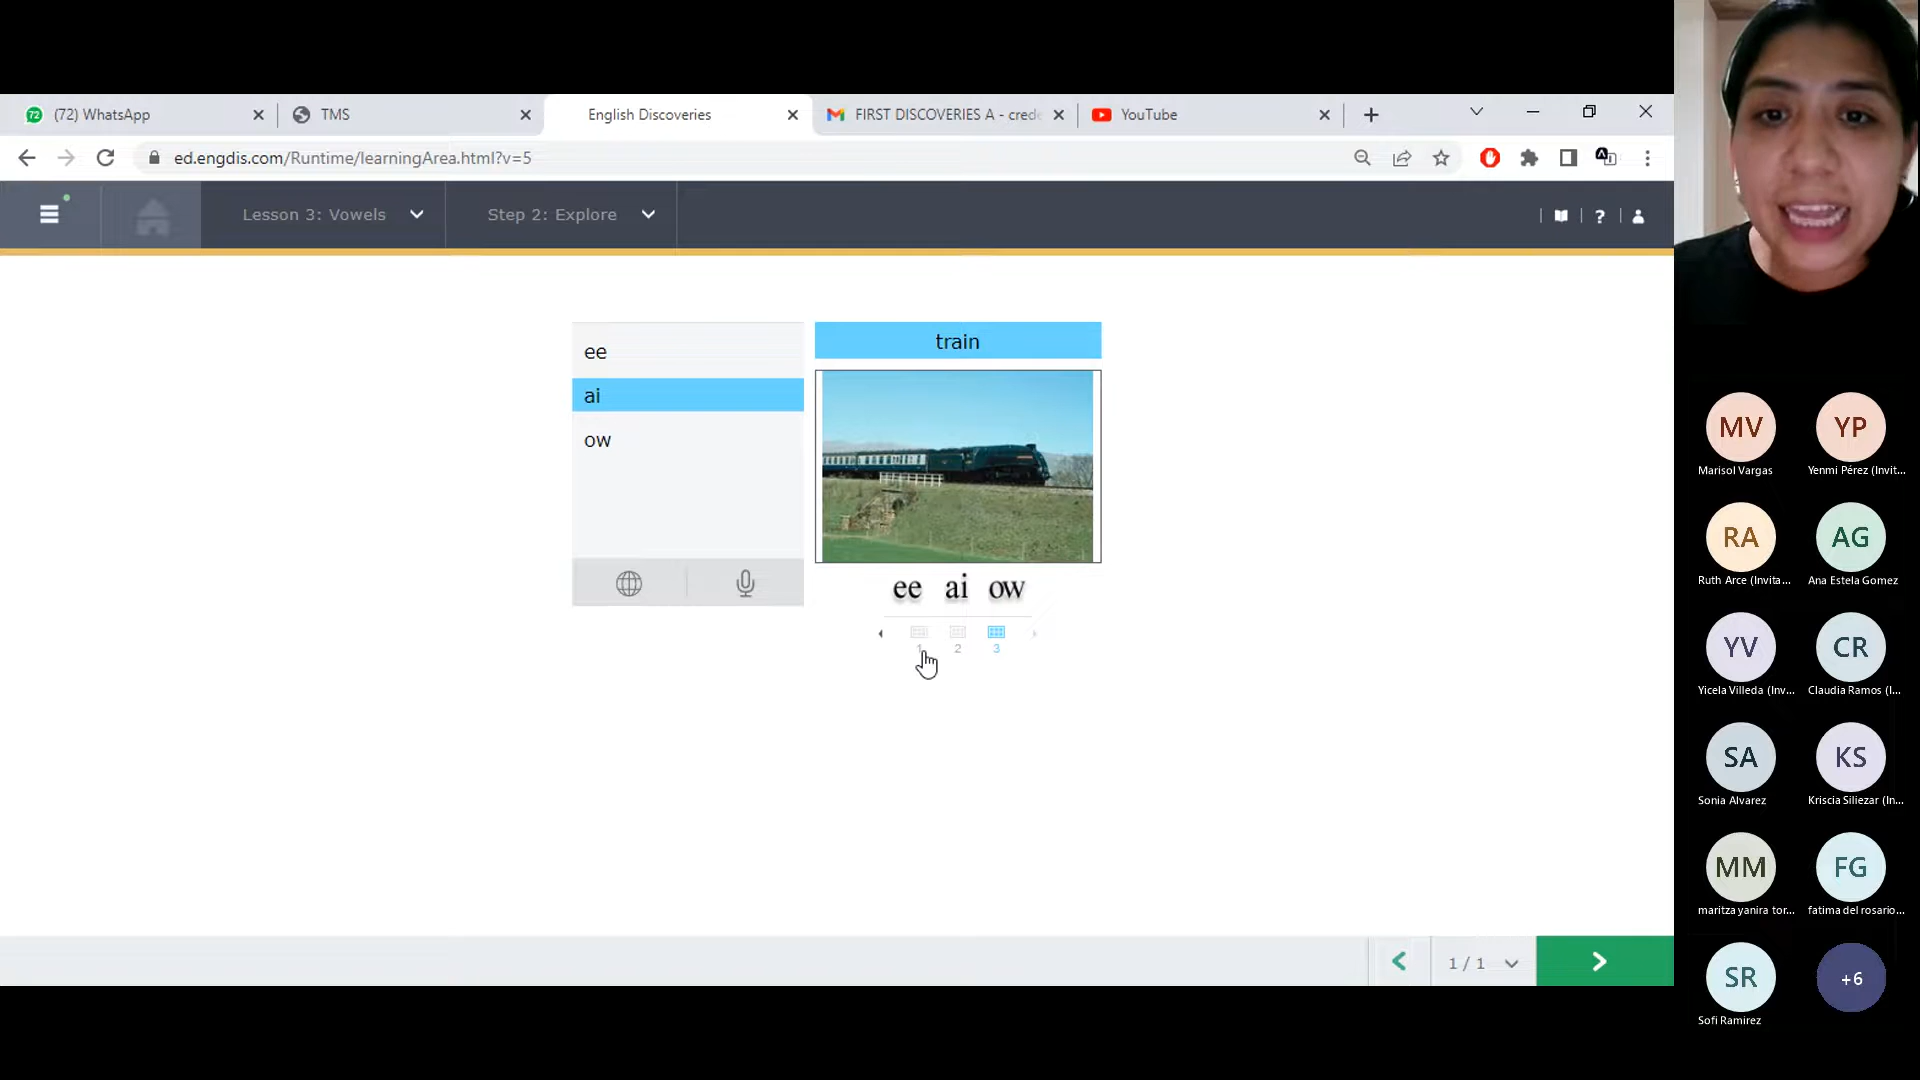 (72) WhatsApp
TMS
English Discoveries
FIRST DISCOVERIES A - crede
YouTube
ed.engdis.com/Runtime/learningArea.html?v=5
Lesson 3: Vowels
Step 2: Explore
?
ee
ai
ow
train
ee ai ow
1 2 3
1 / 1
MV
Marisol Vargas
YP
Yenmi Pérez (Invit...
RA
Ruth Arce (Invita...
AG
Ana Estela Gomez
YV
Yicela Villeda (Inv...
CR
Claudia Ramos (I...
SA
Sonia Alvarez
KS
Kriscia Siliezar (In...
MM
maritza yanira tor...
FG
fatima del rosario...
SR
Sofi Ramirez
+6